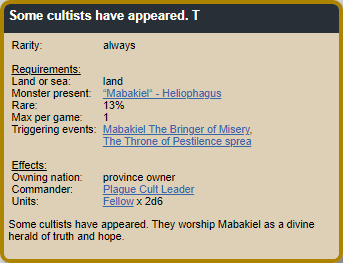 Some cultists have appeared. T
Rarity: always
Requirements:
Land or sea: land
Monster present: "Mabakiel" - Heliophagus
Rare: 13%
Max per game: 1
Triggering events: Mabakiel The Bringer of Misery,
The Throne of Pestilence sprea
Effects:
Owning nation: province owner
Commander: Plague Cult Leader
Units: Fellow x 2d6
Some cultists have appeared. They worship Mabakiel as a divine
herald of truth and hope.